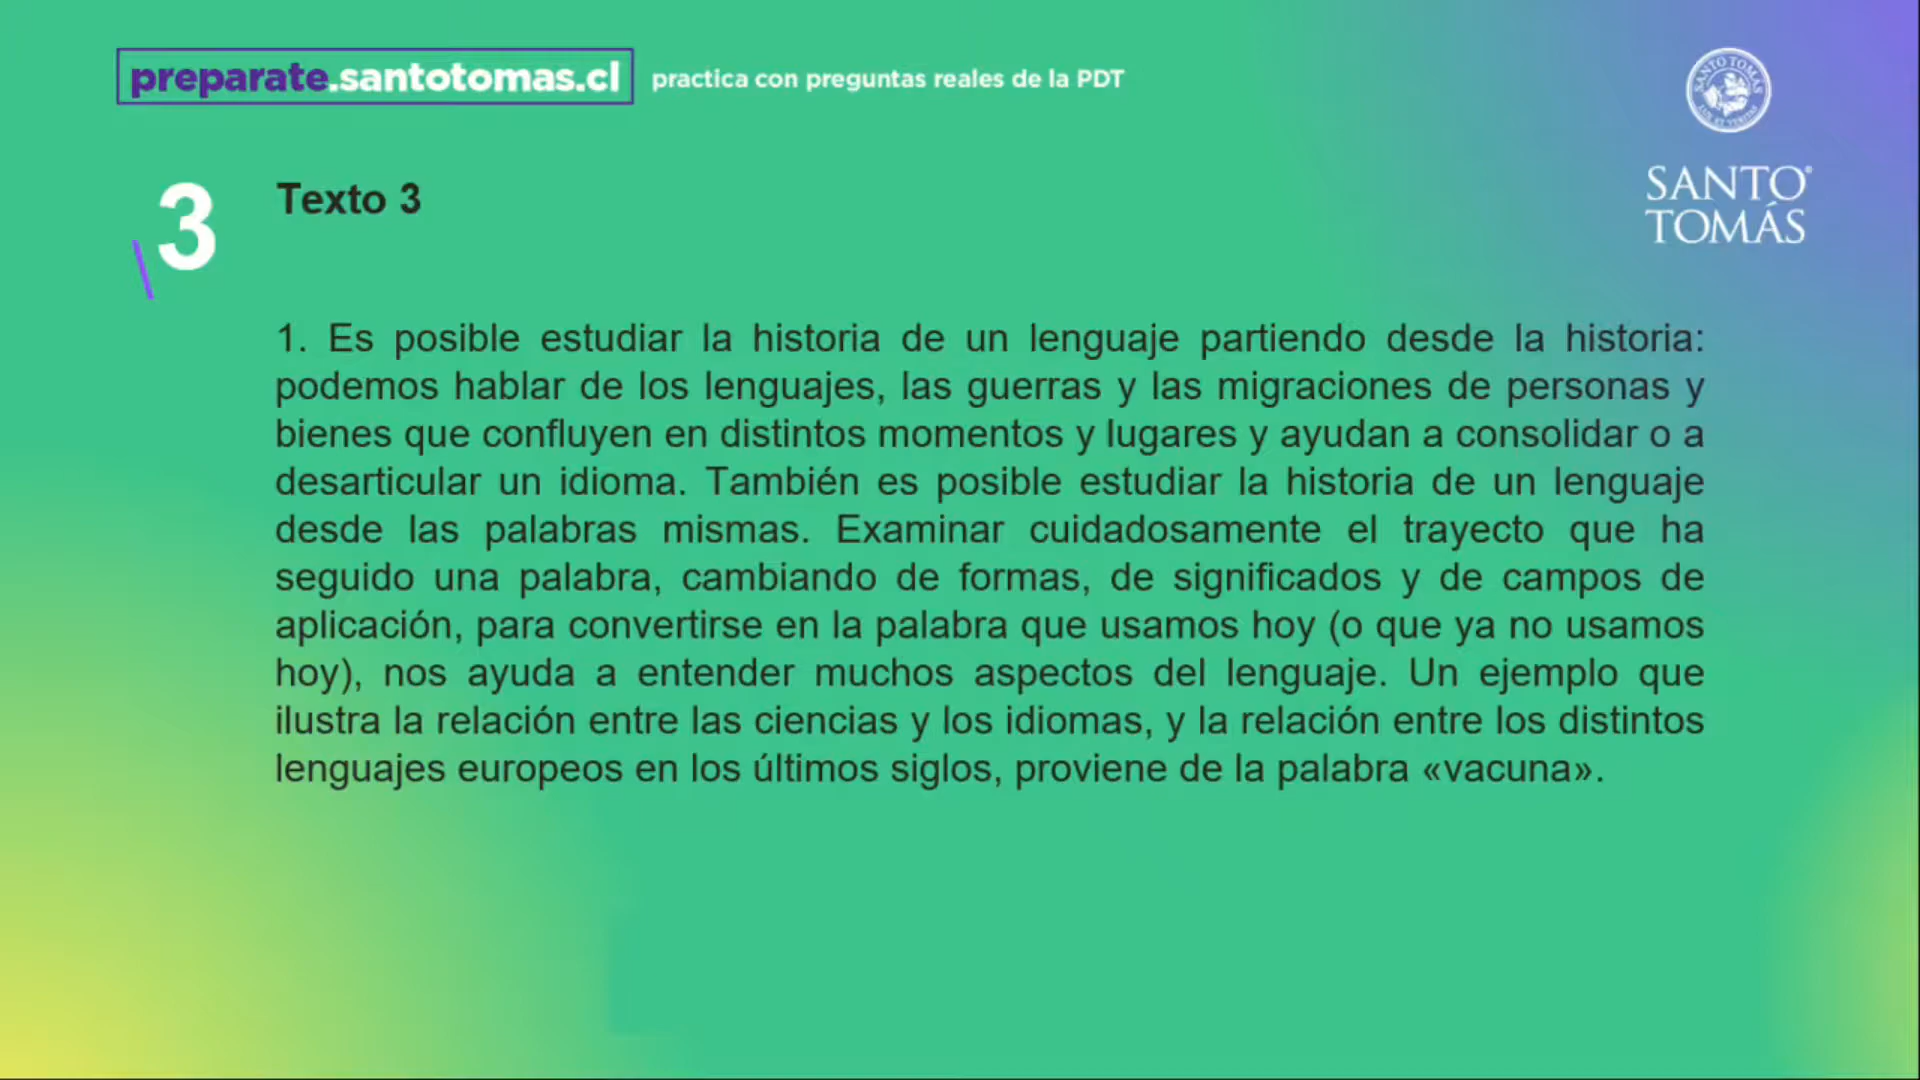 preparate.santotomas.cl practica con preguntas reales de la PDT
SANTO TOMÁS
SANTO
TOMÁS
3
Texto 3
1. Es posible estudiar la historia de un lenguaje partiendo desde la historia:
podemos hablar de los lenguajes, las guerras y las migraciones de personas y
bienes que confluyen en distintos momentos y lugares y ayudan a consolidar o a
desarticular un idioma. También es posible estudiar la historia de un lenguaje
desde las palabras mismas. Examinar cuidadosamente el trayecto que ha
seguido una palabra, cambiando de formas, de significados y de campos de
aplicación, para convertirse en la palabra que usamos hoy (o que ya no usamos
hoy), nos ayuda a entender muchos aspectos del lenguaje. Un ejemplo que
ilustra la relación entre las ciencias y los idiomas, y la relación entre los distintos
lenguajes europeos en los últimos siglos, proviene de la palabra «vacuna».